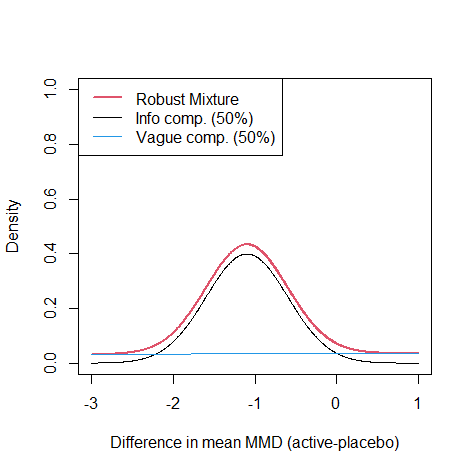 Robust Mixture
Info comp. (50%)
Vague comp. (50%)
Density
1.0
0.8
0.6
0.4
0.2
0.0
-3
-2
-1
0
1
Difference in mean MMD (active-placebo)